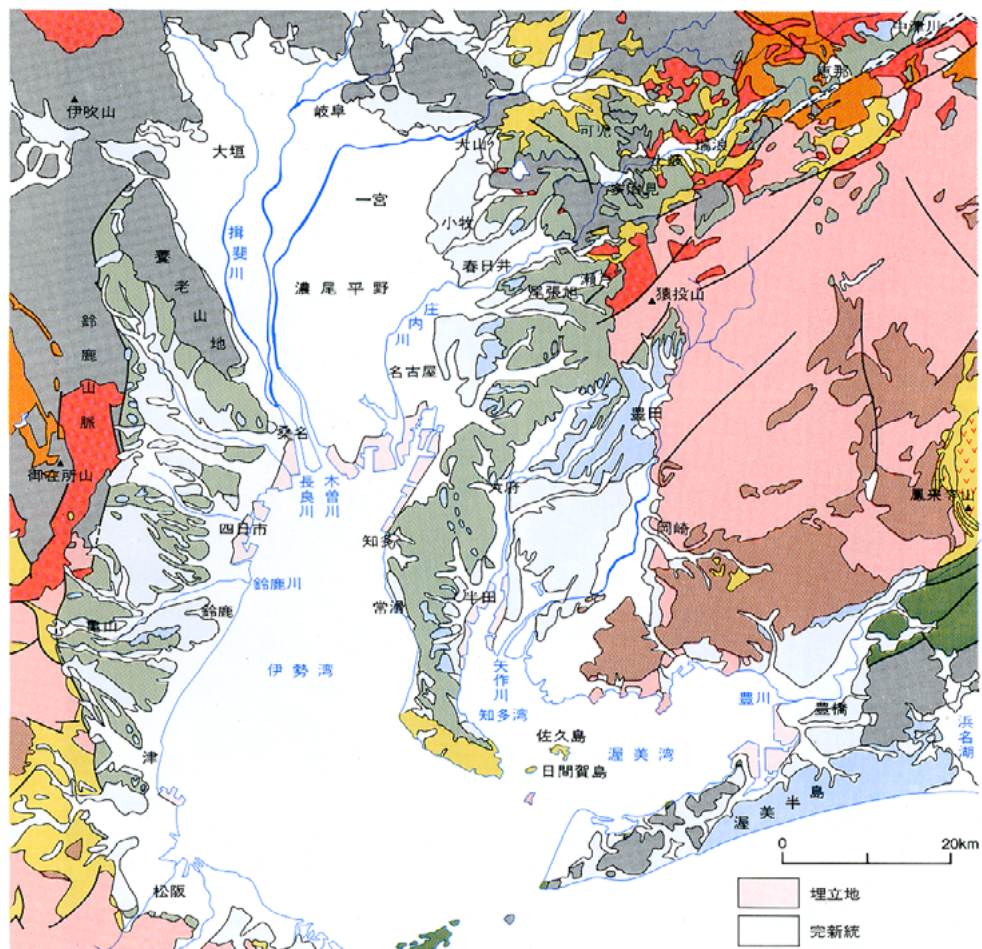 中津川
恵那
伊吹山
岐阜
可児
犬山
瑞浪
土岐
大垣
多治見
一宮
小牧
揖斐川
春日井
養老山地
濃尾平野
瀬戸
尾張旭
猿投山
庄内川
鈴鹿山脈
名古屋
豊田
桑名
御在所山
長良川
木曽川
大府
鳳来寺山
四日市
知多
岡崎
鈴鹿川
半田
常滑
鈴鹿
亀山
伊勢湾
矢作川
豊川
知多湾
豊橋
浜名湖
佐久島
渥美湾
津
日間賀島
渥美半島
0 20km
松阪
埋立地
完新統